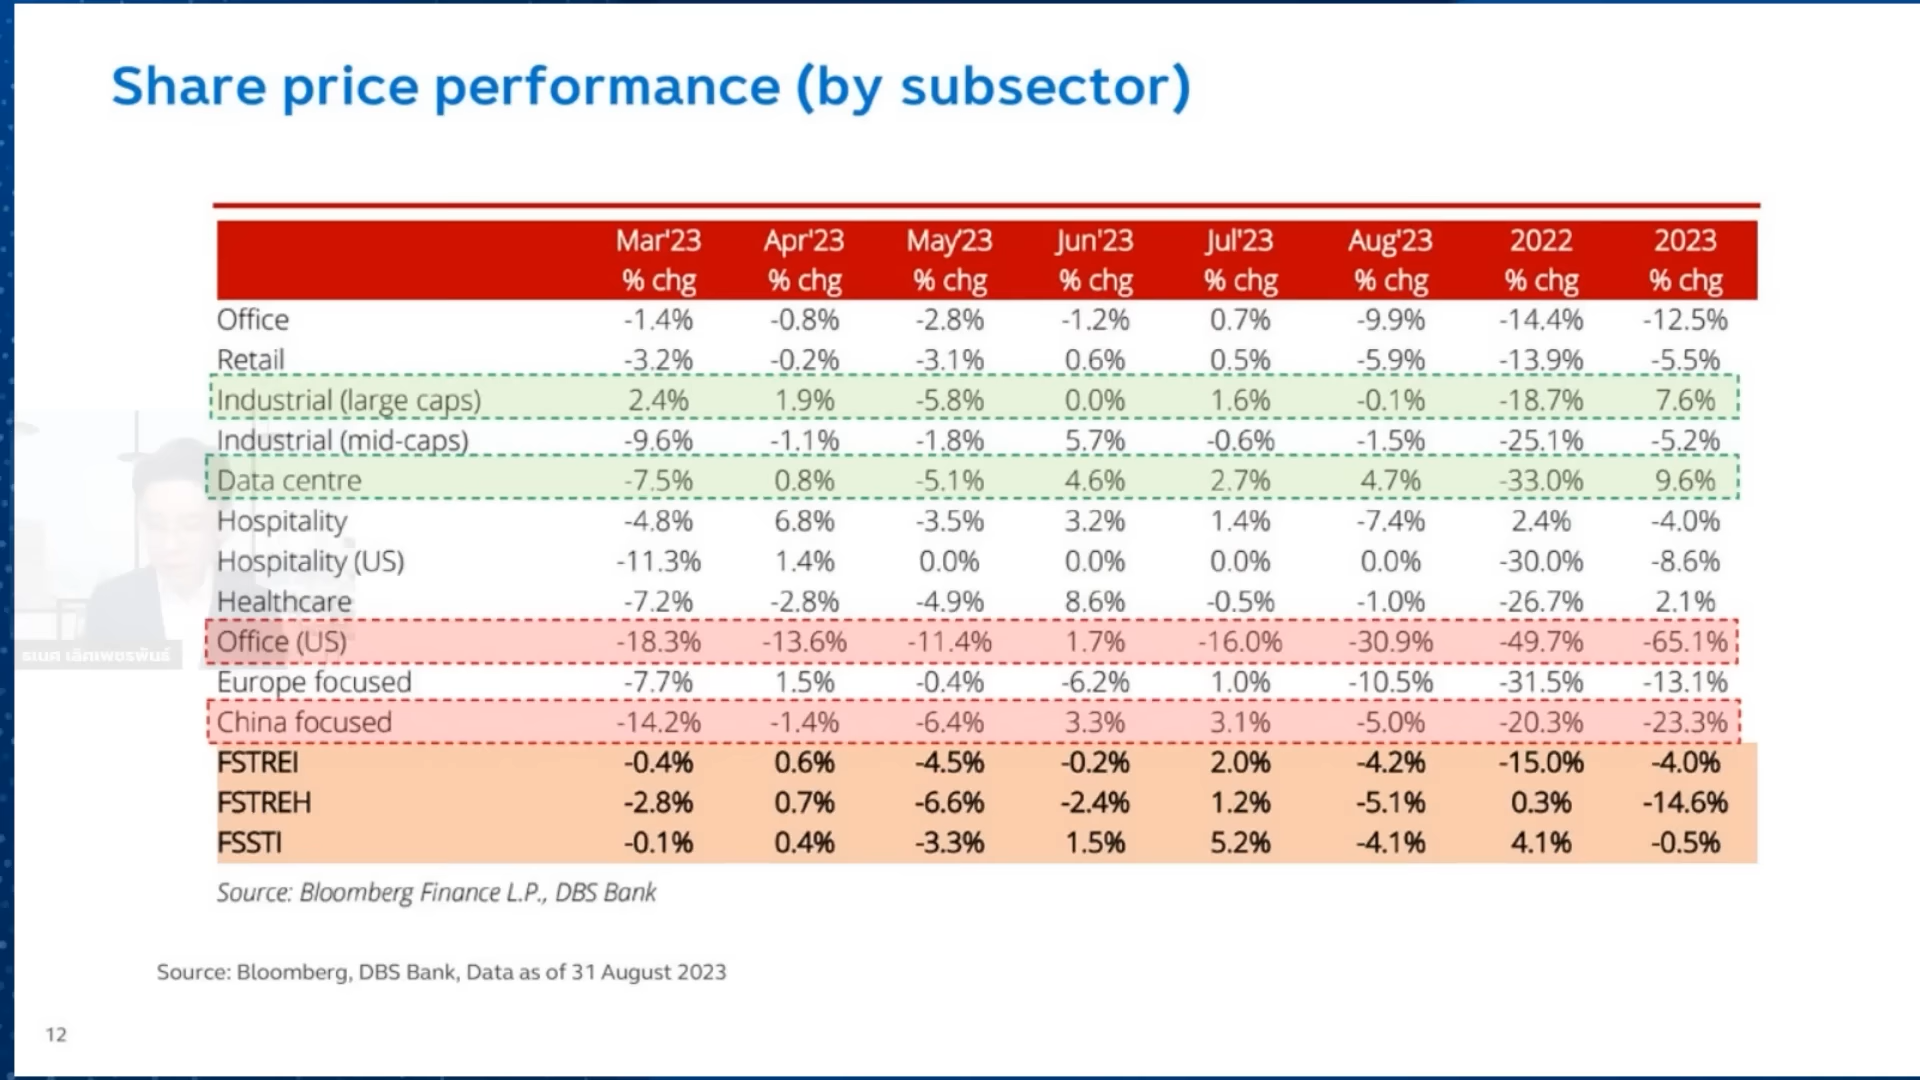 Share price performance (by subsector)
Mar'23 Apr'23 May'23 Jun'23 Jul'23 Aug'23 2022 2023
% chg % chg % chg % chg % chg % chg % chg % chg
Office -1.4% -0.8% -2.8% -1.2% 0.7% -9.9% -14.4% -12.5%
Retail -3.2% -0.2% -3.1% 0.6% 0.5% -5.9% -13.9% -5.5%
Industrial (large caps) 2.4% 1.9% -5.8% 0.0% 1.6% -0.1% -18.7% 7.6%
Industrial (mid-caps) -9.6% -1.1% -1.8% 5.7% -0.6% -1.5% -25.1% -5.2%
Data centre -7.5% 0.8% -5.1% 4.6% 2.7% 4.7% -33.0% 9.6%
Hospitality -4.8% 6.8% -3.5% 3.2% 1.4% -7.4% 2.4% -4.0%
Hospitality (US) -11.3% 1.4% 0.0% 0.0% 0.0% 0.0% -30.0% -8.6%
Healthcare -7.2% -2.8% -4.9% 8.6% -0.5% -1.0% -26.7% 2.1%
Office (US) -18.3% -13.6% -11.4% 1.7% -16.0% -30.9% -49.7% -65.1%
Europe focused -7.7% 1.5% -0.4% -6.2% 1.0% -10.5% -31.5% -13.1%
China focused -14.2% -1.4% -6.4% 3.3% 3.1% -5.0% -20.3% -23.3%
FSTREI -0.4% 0.6% -4.5% -0.2% 2.0% -4.2% -15.0% -4.0%
FSTREH -2.8% 0.7% -6.6% -2.4% 1.2% -5.1% 0.3% -14.6%
FSSTI -0.1% 0.4% -3.3% 1.5% 5.2% -4.1% 4.1% -0.5%
Source: Bloomberg Finance L.P., DBS Bank
Source: Bloomberg, DBS Bank, Data as of 31 August 2023
12